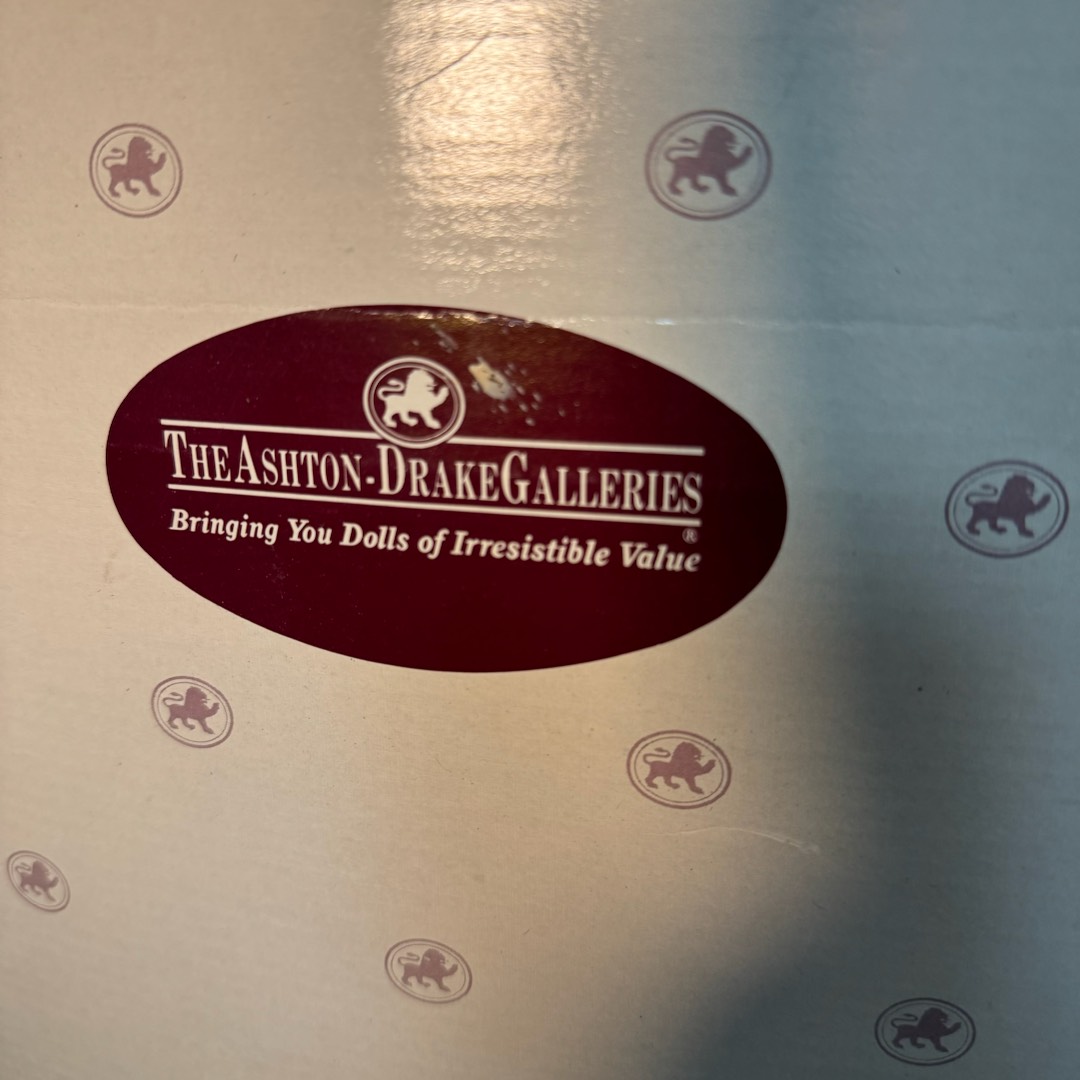 THE ASHTON-DRAKE GALLERIES
®
Bringing You Dolls of Irresistible Value